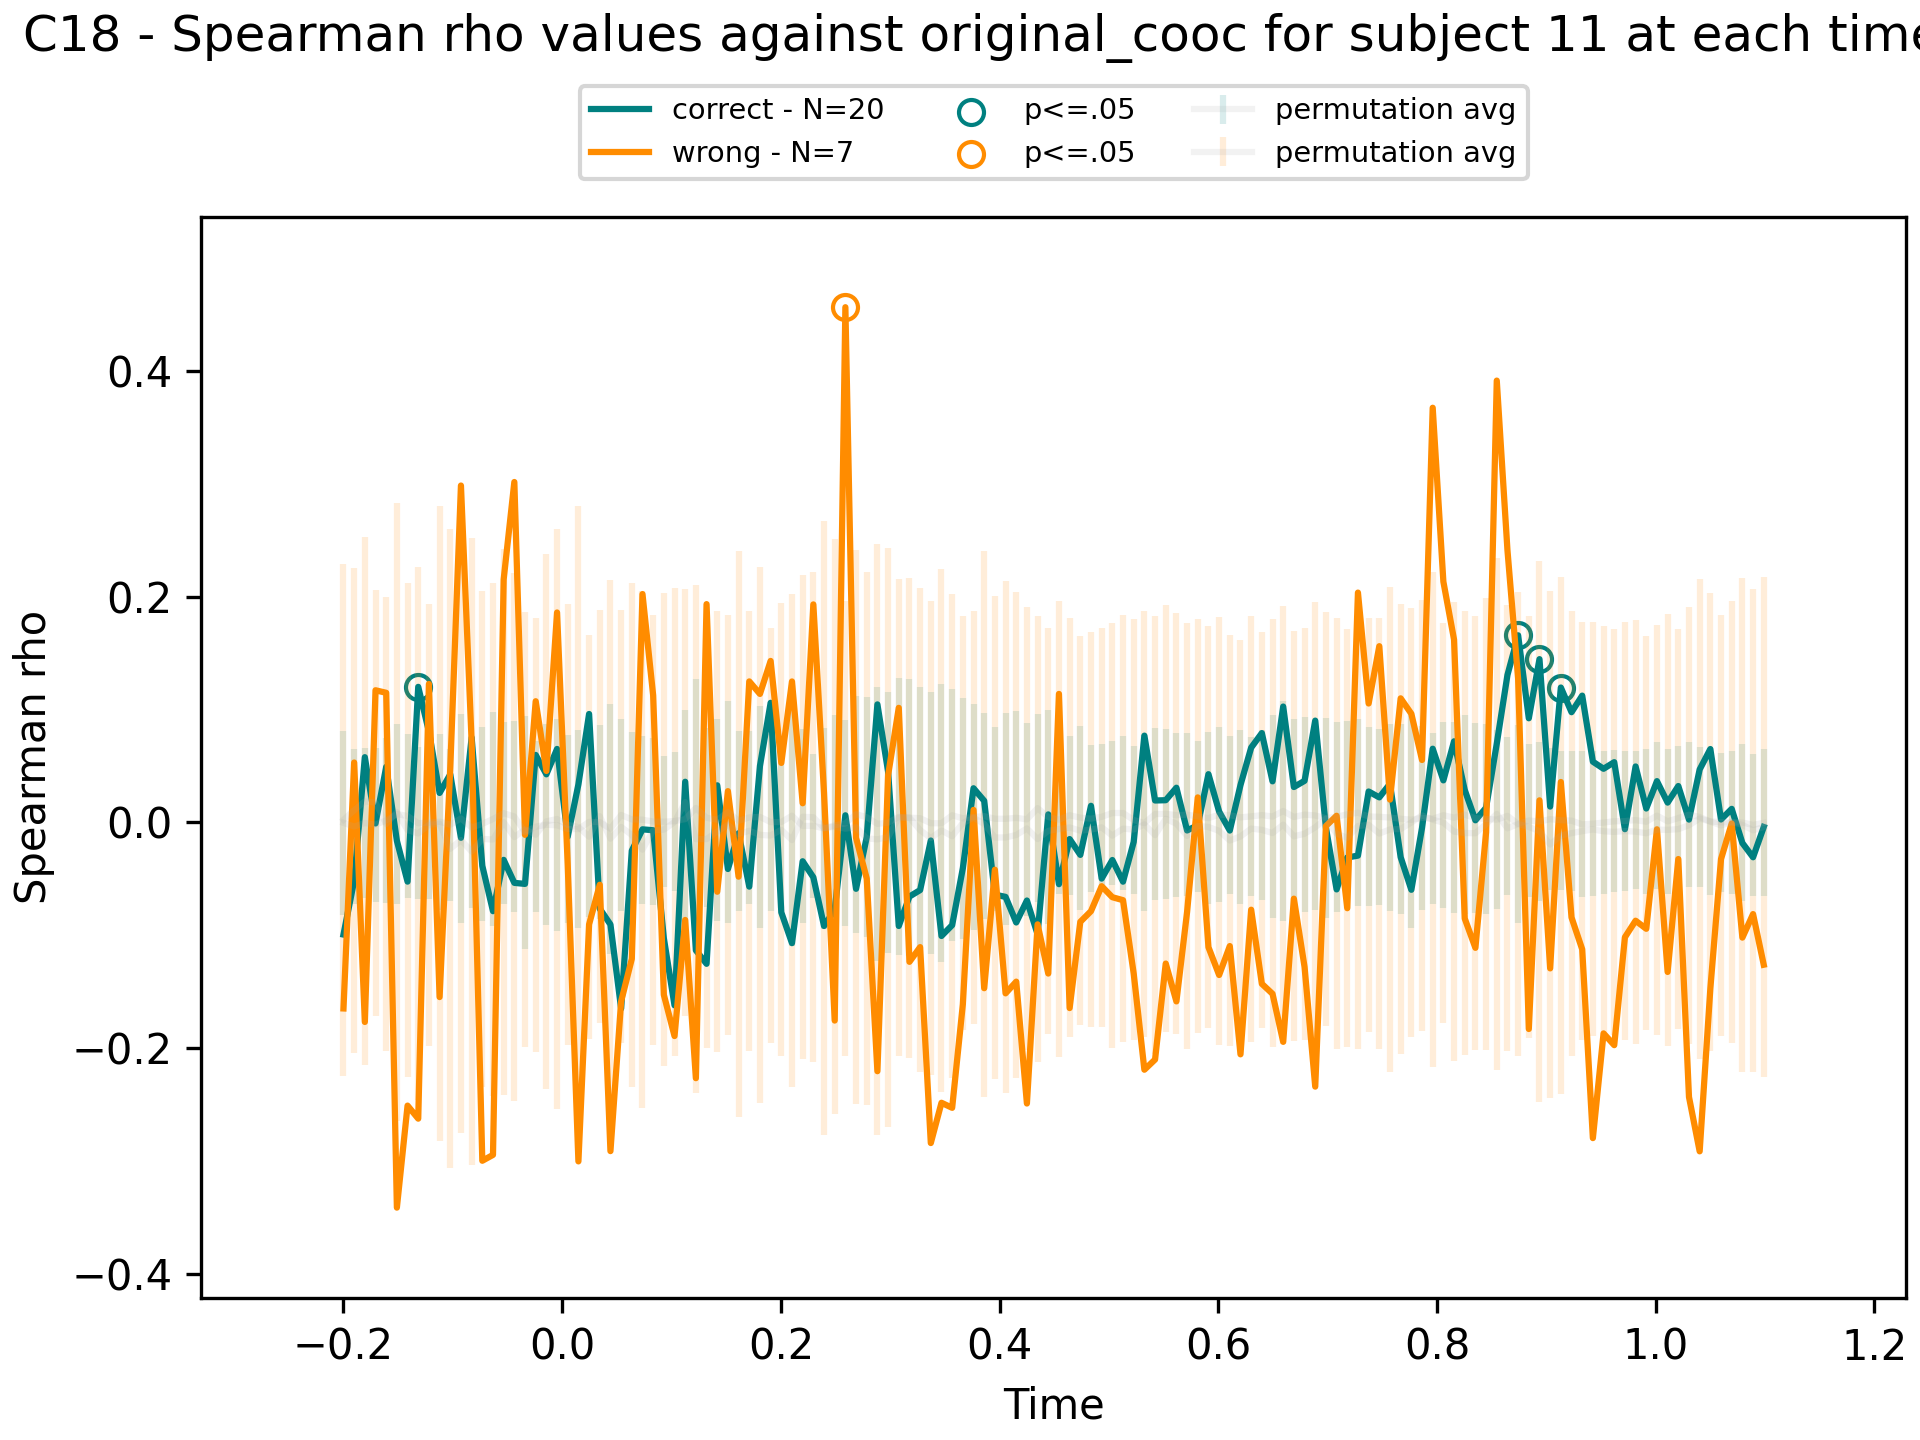 C18 - Spearman rho values against original_cooc for subject 11 at each time
correct - N=20
wrong - N=7
p<=.05
p<=.05
permutation avg
permutation avg
Spearman rho
0.4
0.2
0.0
−0.2
−0.4
−0.2 0.0 0.2 0.4 0.6 0.8 1.0 1.2
Time